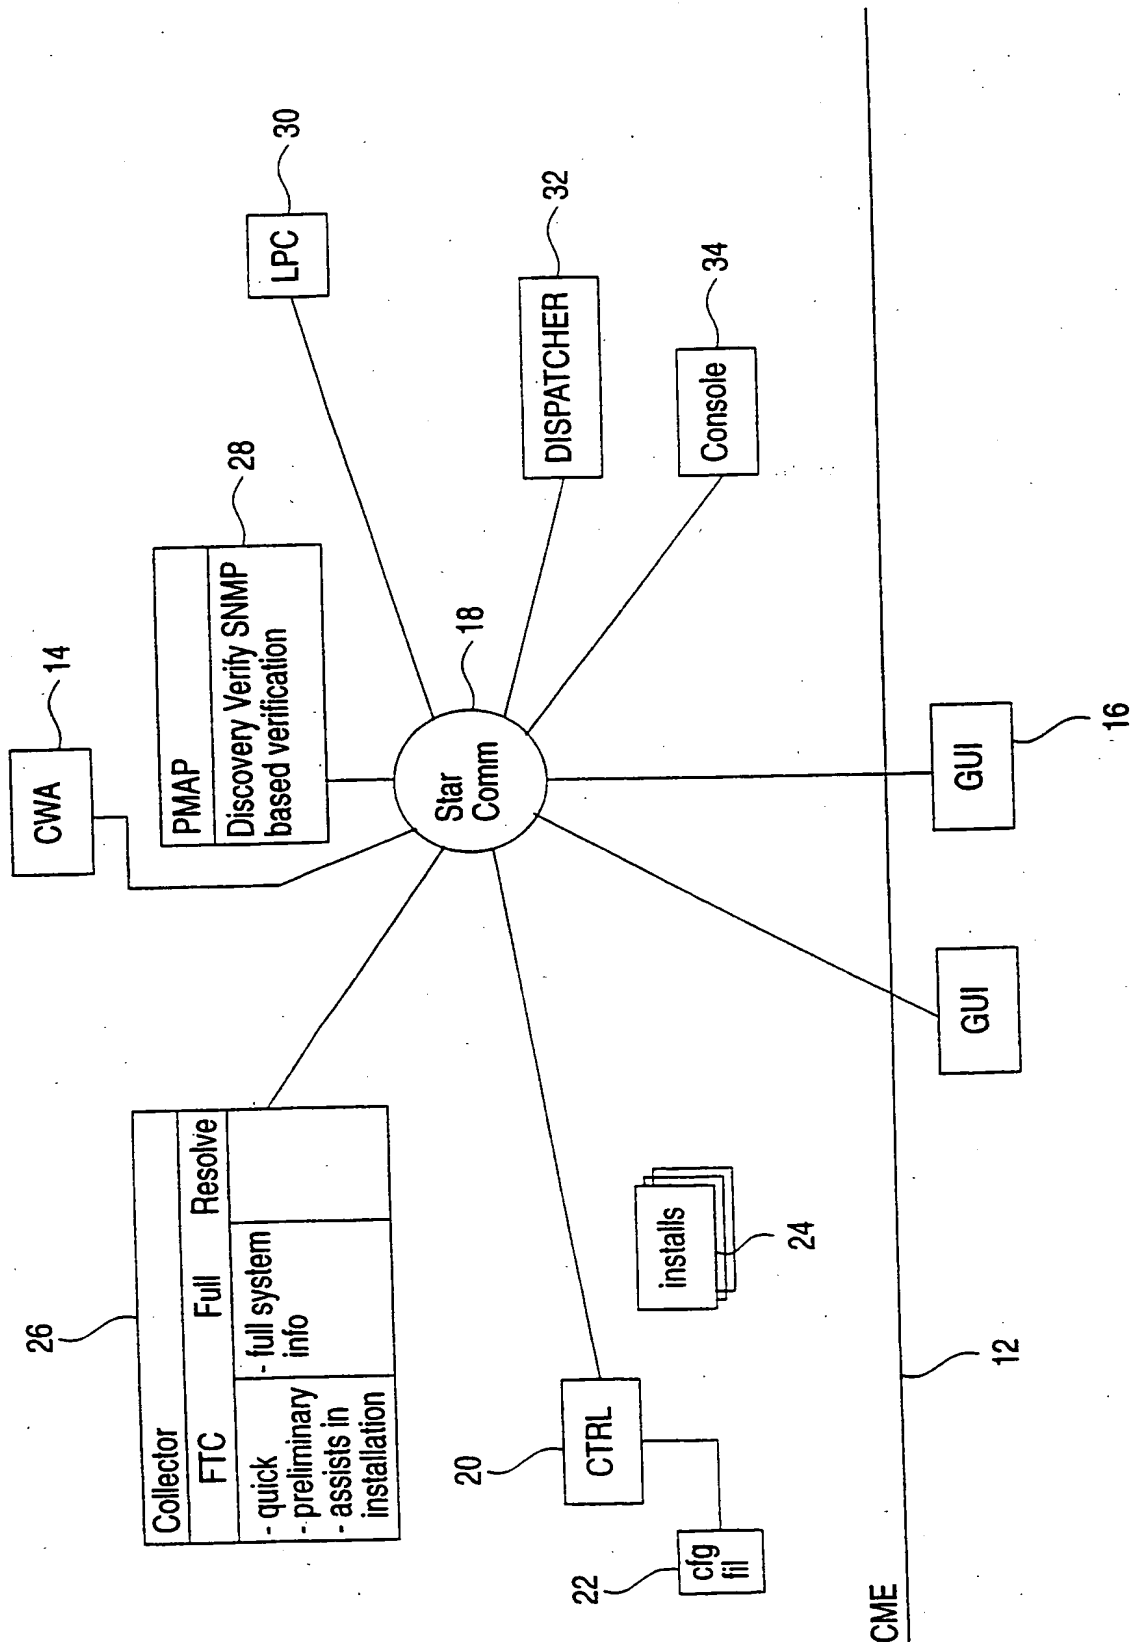 Collector
FTC Full Resolve
- quick
- preliminary
- assists in
installation
- full system
info
26
CWA
14
PMAP
Discovery Verify SNMP
based verification
28
LPC
30
Star
Comm
18
DISPATCHER
32
Console
34
CTRL
20
cfg
fil
22
installs
24
CME
12
GUI
GUI
16